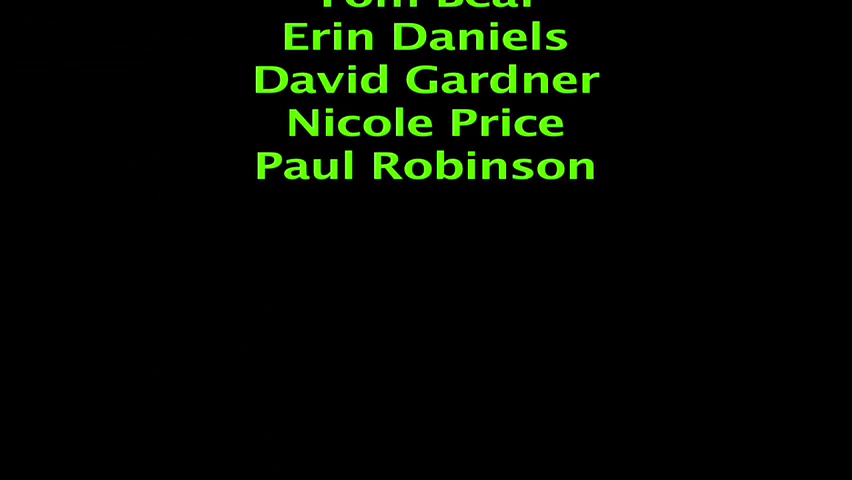 Erin Daniels
David Gardner
Nicole Price
Paul Robinson